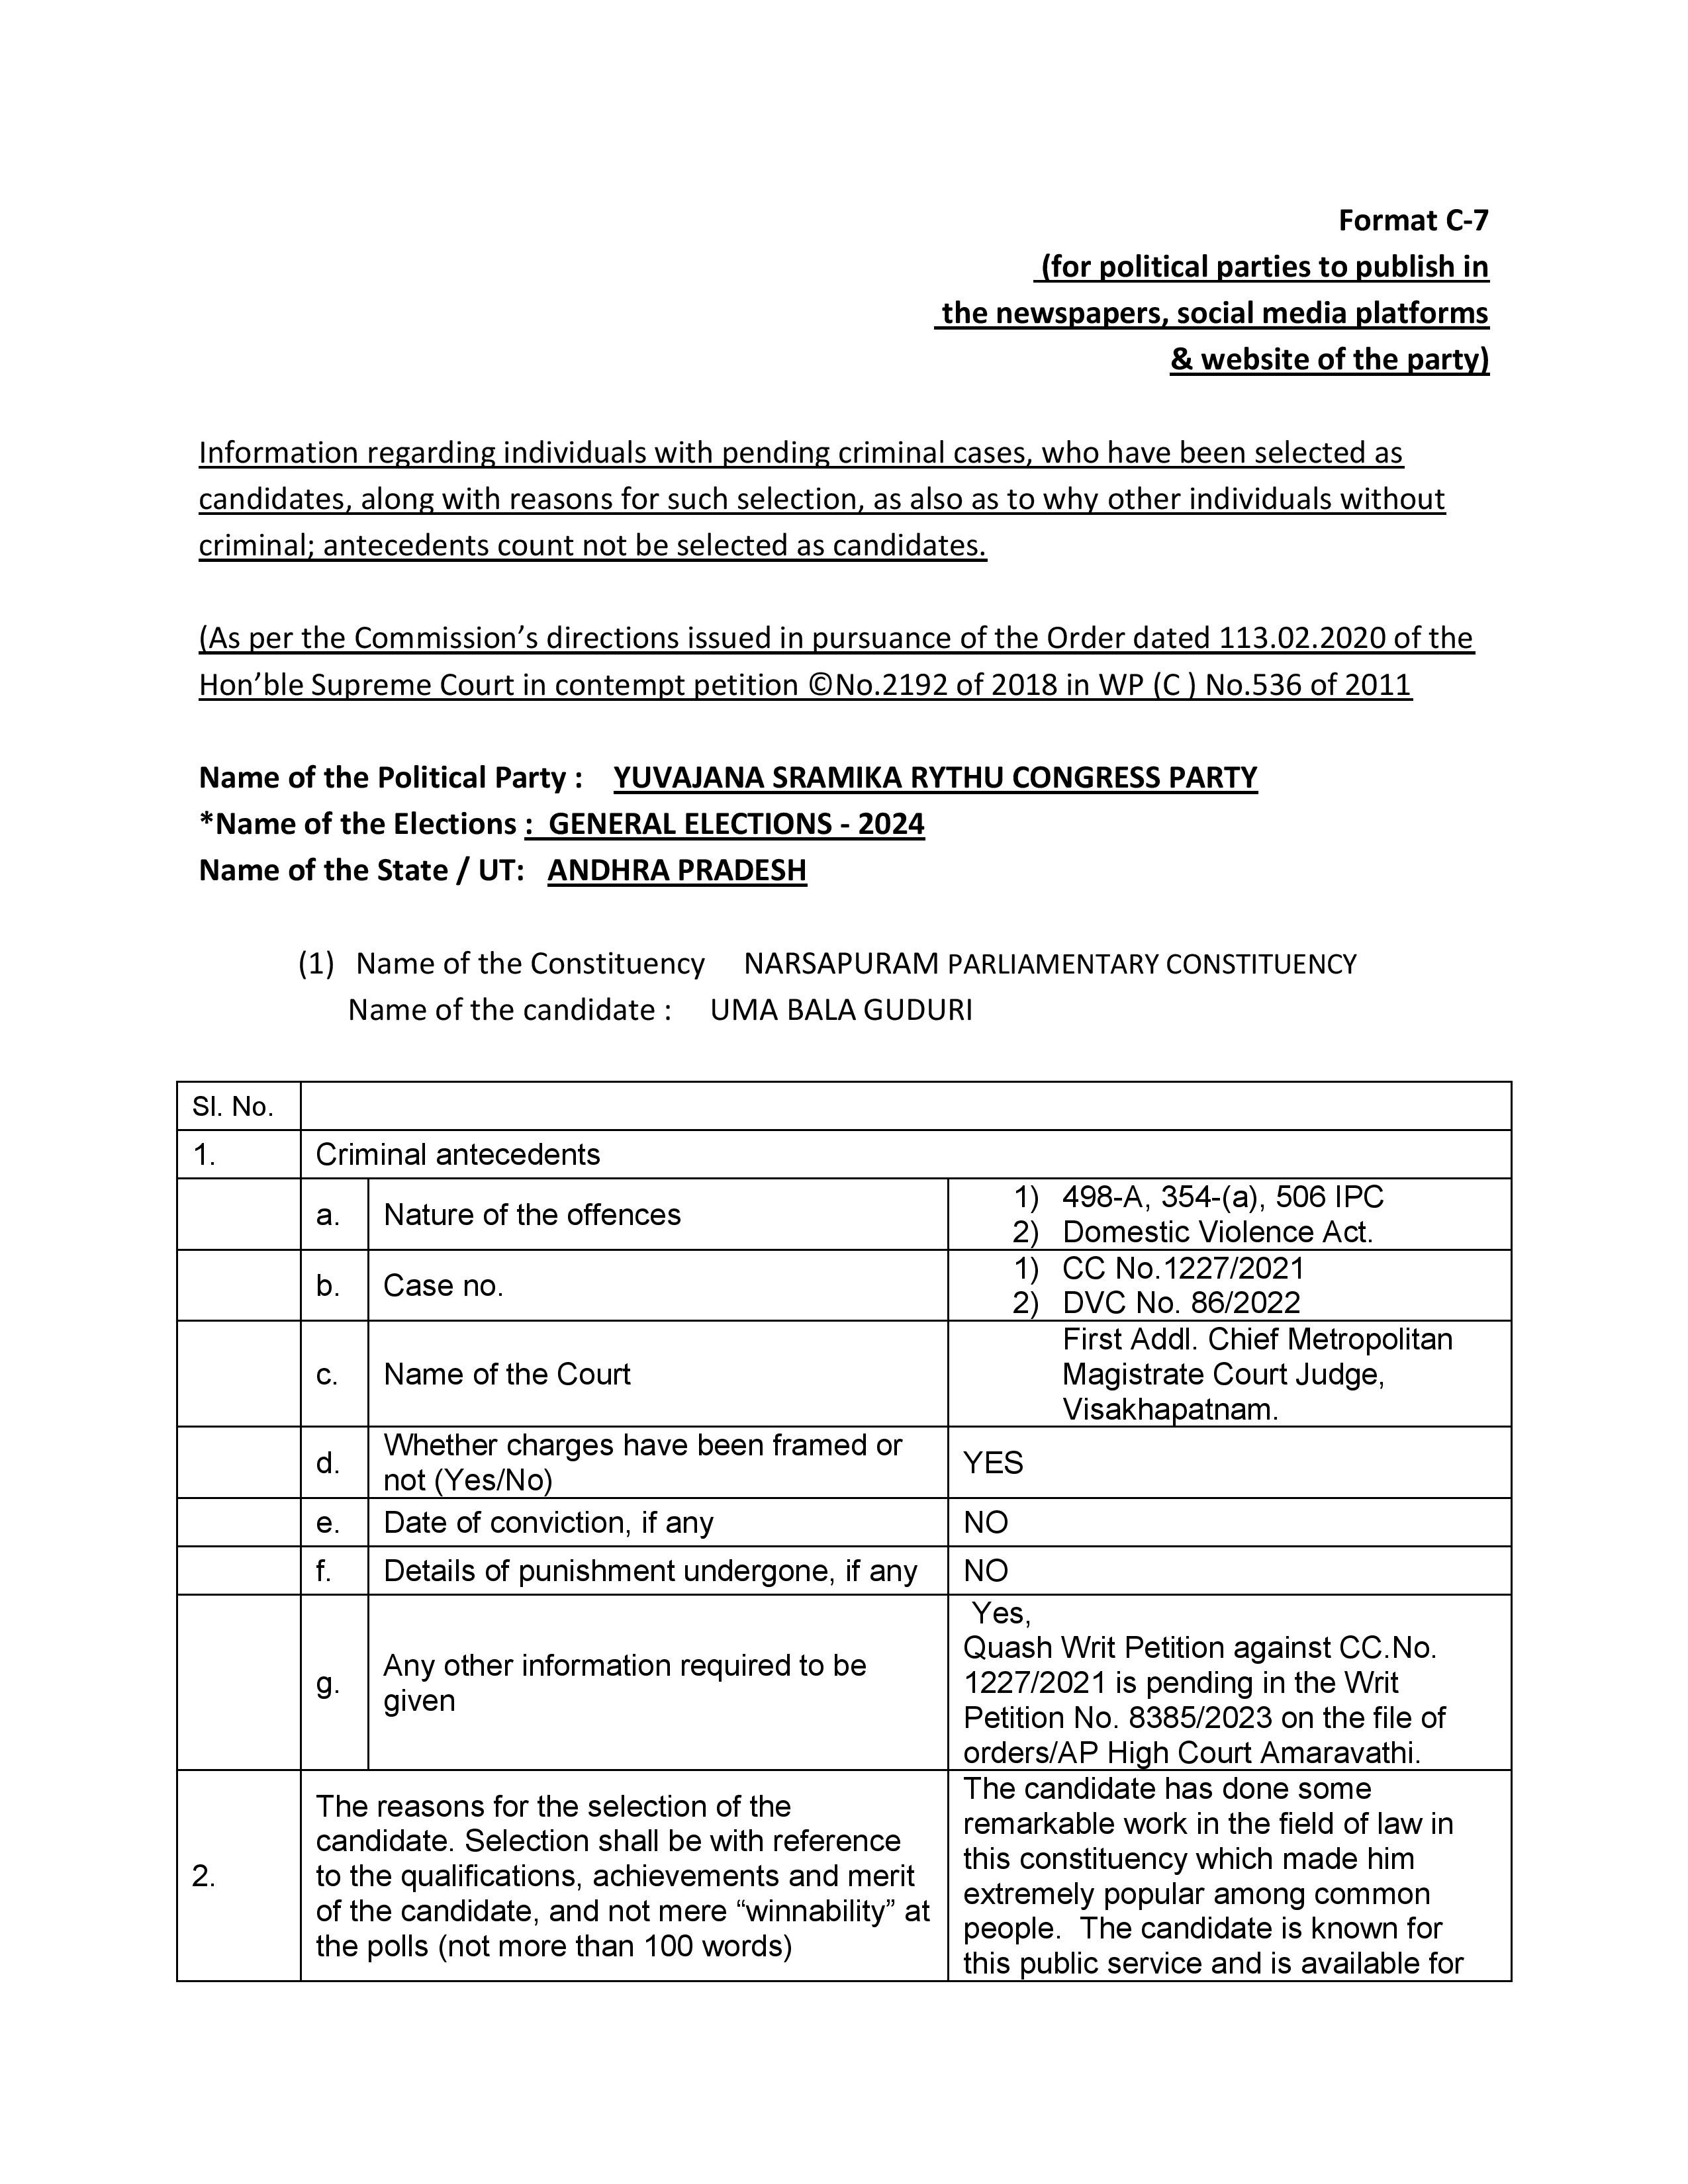 Format C-7
(for political parties to publish in
the newspapers, social media platforms
& website of the party)
Information regarding individuals with pending criminal cases, who have been selected as
candidates, along with reasons for such selection, as also as to why other individuals without
criminal; antecedents count not be selected as candidates.
(As per the Commission’s directions issued in pursuance of the Order dated 113.02.2020 of the
Hon’ble Supreme Court in contempt petition ©No.2192 of 2018 in WP (C ) No.536 of 2011
Name of the Political Party : YUVAJANA SRAMIKA RYTHU CONGRESS PARTY
*Name of the Elections : GENERAL ELECTIONS - 2024
Name of the State / UT: ANDHRA PRADESH
(1) Name of the Constituency NARSAPURAM PARLIAMENTARY CONSTITUENCY
Name of the candidate : UMA BALA GUDURI
Sl. No.
1. Criminal antecedents
a. Nature of the offences
1) 498-A, 354-(a), 506 IPC
2) Domestic Violence Act.
b. Case no.
1) CC No.1227/2021
2) DVC No. 86/2022
c. Name of the Court
First Addl. Chief Metropolitan
Magistrate Court Judge,
Visakhapatnam.
d. Whether charges have been framed or
not (Yes/No)
YES
e. Date of conviction, if any NO
f. Details of punishment undergone, if any NO
g. Any other information required to be
given
Yes,
Quash Writ Petition against CC.No.
1227/2021 is pending in the Writ
Petition No. 8385/2023 on the file of
orders/AP High Court Amaravathi.
2. The reasons for the selection of the
candidate. Selection shall be with reference
to the qualifications, achievements and merit
of the candidate, and not mere “winnability” at
the polls (not more than 100 words)
The candidate has done some
remarkable work in the field of law in
this constituency which made him
extremely popular among common
people. The candidate is known for
this public service and is available for